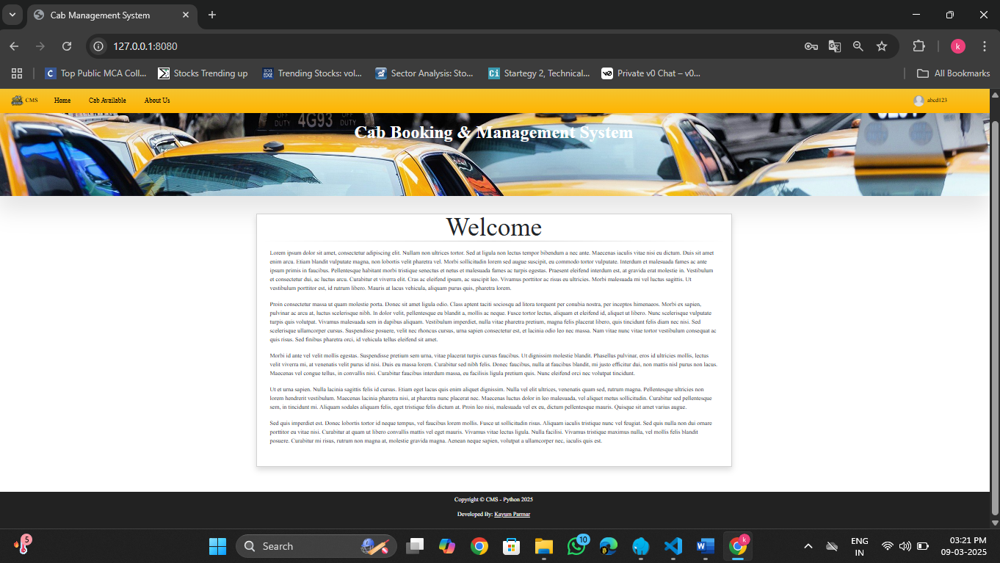 Cab Management System
127.0.0.1:8080
k
Top Public MCA Coll...
Stocks Trending up
Trending Stocks: vol...
Sector Analysis: Sto...
Startegy 2, Technical...
Private v0 Chat – v0...
All Bookmarks
CMS
Home
Cab Available
About Us
abcd123
OFF DUTY 4G93 OFF DUTY
Cab Booking & Management System
Welcome
Lorem ipsum dolor sit amet, consectetur adipiscing elit. Nullam non ultrices tortor. Sed at ligula non lectus tempor bibendum a nec ante. Maecenas iaculis vitae nisi eu dictum. Duis sit amet
enim arcu. Etiam blandit vulputate magna, non lobortis velit pharetra vel. Morbi sollicitudin lorem sed augue suscipit, eu commodo tortor vulputate. Interdum et malesuada fames ac ante
ipsum primis in faucibus. Pellentesque habitant morbi tristique senectus et netus et malesuada fames ac turpis egestas. Praesent eleifend interdum est, at gravida erat molestie in. Vestibulum
et consectetur dui, ac luctus arcu. Curabitur et viverra elit. Cras ac eleifend ipsum, ac suscipit leo. Vivamus porttitor ac risus eu ultricies. Morbi malesuada mi vel luctus sagittis. Ut
vestibulum porttitor est, id rutrum libero. Mauris at lacus vehicula, aliquam purus quis, pharetra lorem.
Proin consectetur massa ut quam molestie porta. Donec sit amet ligula odio. Class aptent taciti sociosqu ad litora torquent per conubia nostra, per inceptos himenaeos. Morbi ex sapien,
pulvinar ac arcu at, luctus scelerisque nibh. In dolor velit, pellentesque eu blandit a, mollis ac neque. Fusce tortor lectus, aliquam et eleifend id, aliquet ut libero. Nunc scelerisque vulputate
turpis quis volutpat. Vivamus malesuada sem in dapibus aliquam. Vestibulum imperdiet, nulla vitae pharetra pretium, magna felis placerat libero, quis tincidunt felis diam nec nisi. Sed
scelerisque ullamcorper cursus. Suspendisse posuere, velit nec rhoncus cursus, urna sapien consectetur est, et lacinia odio leo nec massa. Nam vitae nunc vitae tortor vestibulum consequat ac
quis risus. Sed finibus pharetra orci, id vehicula tellus eleifend sit amet.
Morbi id ante vel velit mollis egestas. Suspendisse pretium sem urna, vitae placerat turpis cursus faucibus. Ut dignissim molestie blandit. Phasellus pulvinar, eros id ultricies mollis, lectus
velit viverra mi, at venenatis velit purus id nisi. Duis eu massa lorem. Curabitur sed nibh felis. Donec faucibus, nulla at faucibus blandit, mi justo efficitur dui, non mattis nisl purus non lacus.
Maecenas vel congue tellus, in convallis nisi. Curabitur faucibus interdum massa, eu facilisis ligula pretium quis. Nunc eleifend orci nec volutpat tincidunt.
Ut et urna sapien. Nulla lacinia sagittis felis id cursus. Etiam eget lacus quis enim aliquet dignissim. Nulla vel elit ultrices, venenatis quam sed, rutrum magna. Pellentesque ultricies non
lorem hendrerit vestibulum. Maecenas lacinia pharetra nisi, at pharetra nunc placerat nec. Maecenas luctus dolor in leo malesuada, vel aliquet metus sollicitudin. Curabitur sed pellentesque
sem, in tincidunt mi. Aliquam sodales aliquam felis, eget tristique felis dictum at. Proin leo nisi, malesuada vel ex eu, dictum pellentesque mauris. Quisque sit amet varius augue.
Sed quis imperdiet est. Donec lobortis tortor id neque tempus, vel faucibus lorem mollis. Fusce ut sollicitudin risus. Aliquam iaculis tristique nunc vel feugiat. Sed quis nulla non dui ornare
porttitor eu vitae nisi. Curabitur at quam ut libero convallis mattis vel eget mauris. Vivamus vitae lectus ligula. Nulla facilisi. Vivamus tristique maximus nulla, vel mollis felis blandit
posuere. Curabitur mi risus, rutrum non magna at, molestie gravida magna. Aenean neque sapien, volutpat a ullamcorper nec, iaculis quis est.
Copyright © CMS - Python 2025
Developed By: Kayum Parmar
5
Search
10
k
ENG
IN
03:21 PM
09-03-2025